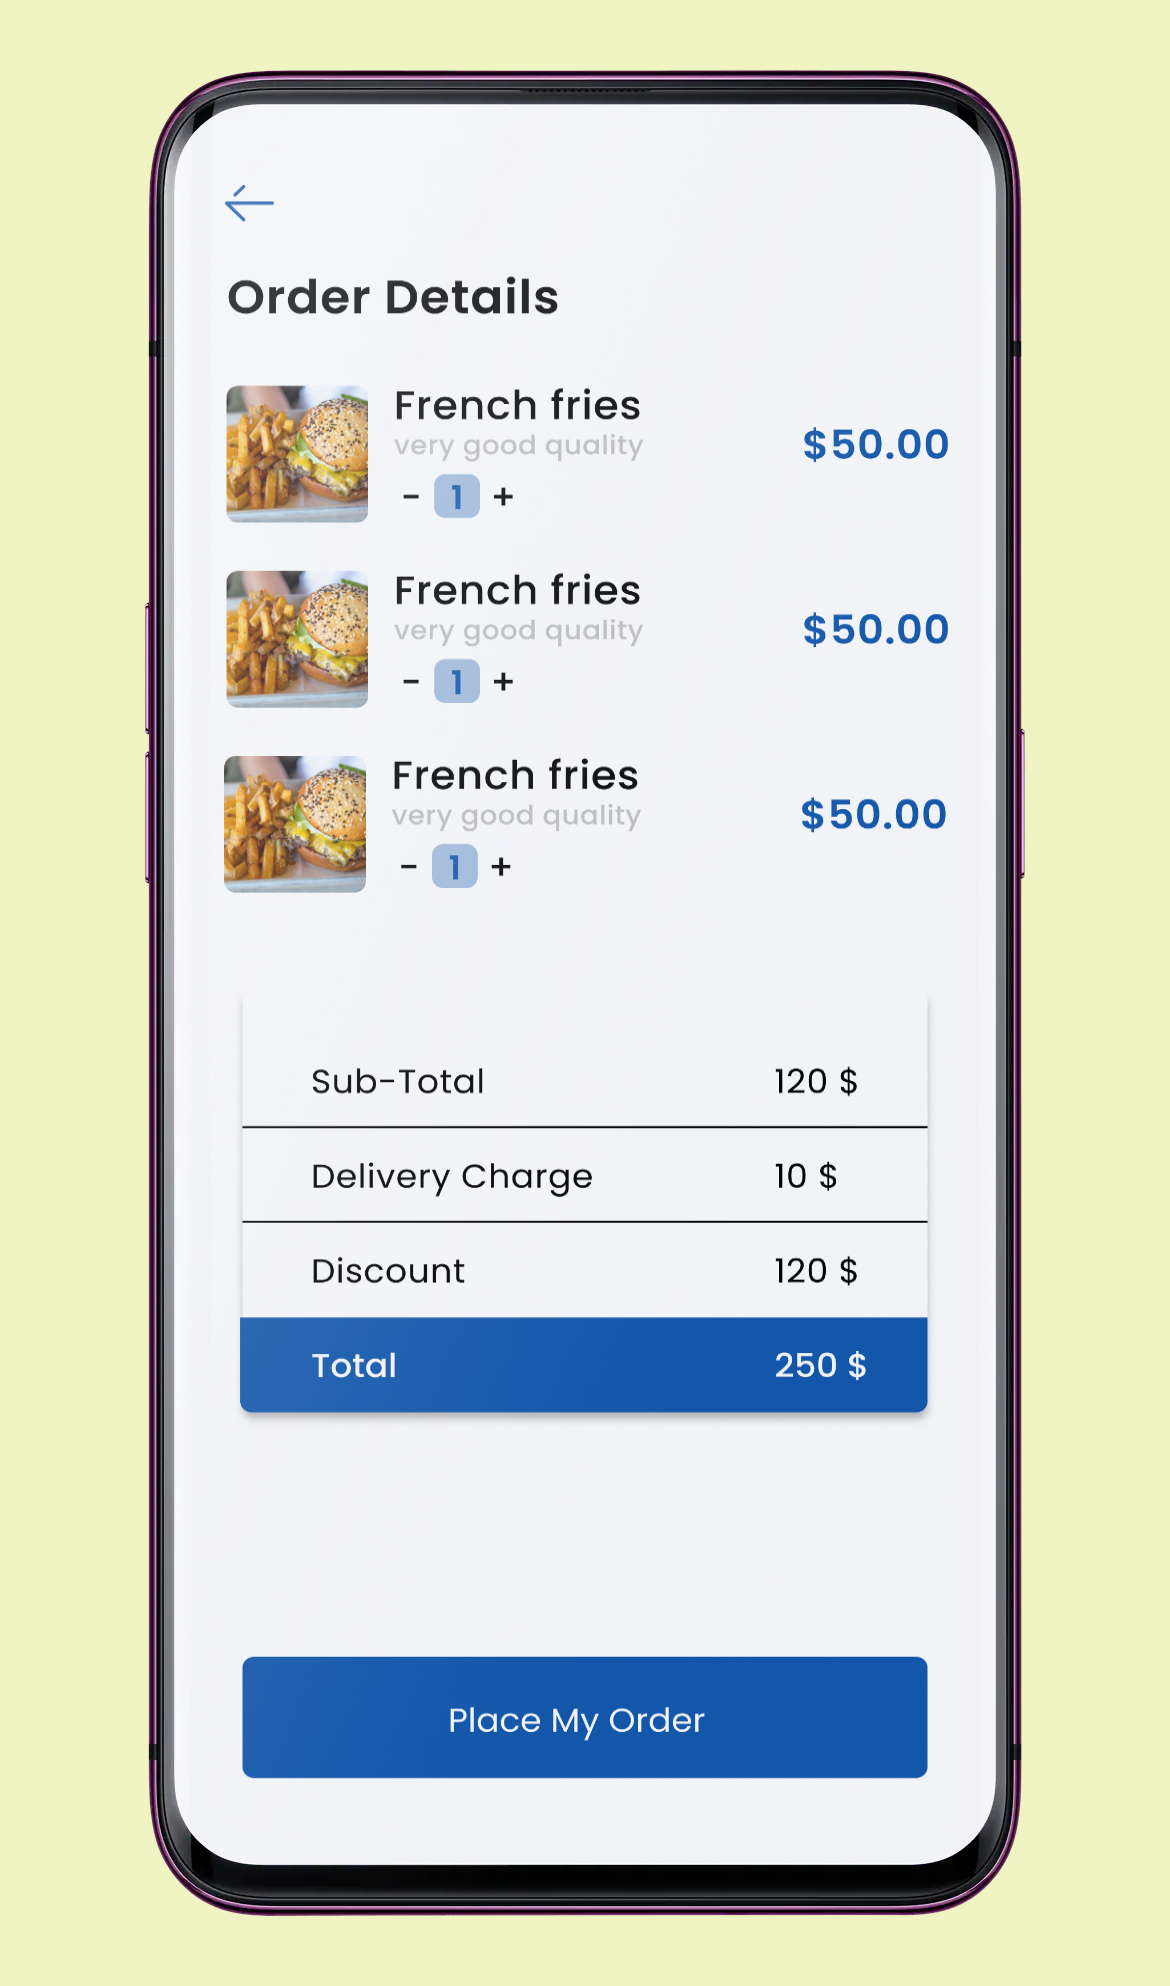 Order Details
French fries
very good quality
- 1 +
$50.00
French fries
very good quality
- 1 +
$50.00
French fries
very good quality
- 1 +
$50.00
Sub-Total 120 $
Delivery Charge 10 $
Discount 120 $
Total 250 $
Place My Order